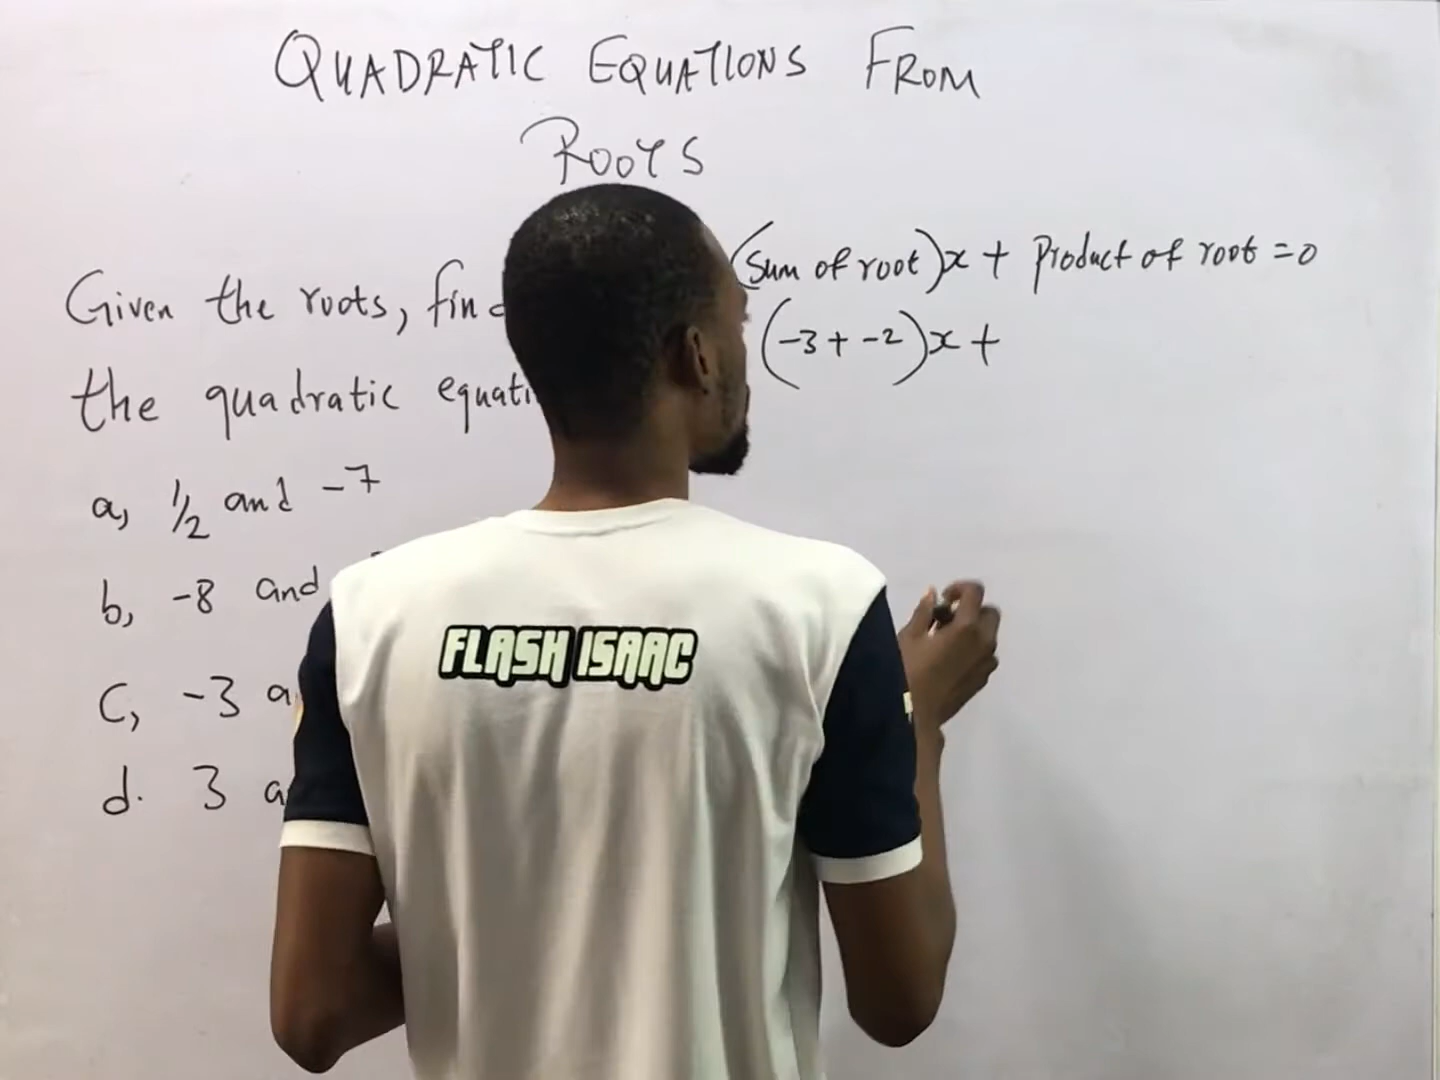 QUADRATIC EQUATIONS FROM
ROOTS
Given the roots, find
the quadratic
(sum of root)x + product of root = 0
(-3 + -2)x +
a, 1/2 and -7
b, -8 and
c, -3
d. 3
FLASH ISAAC